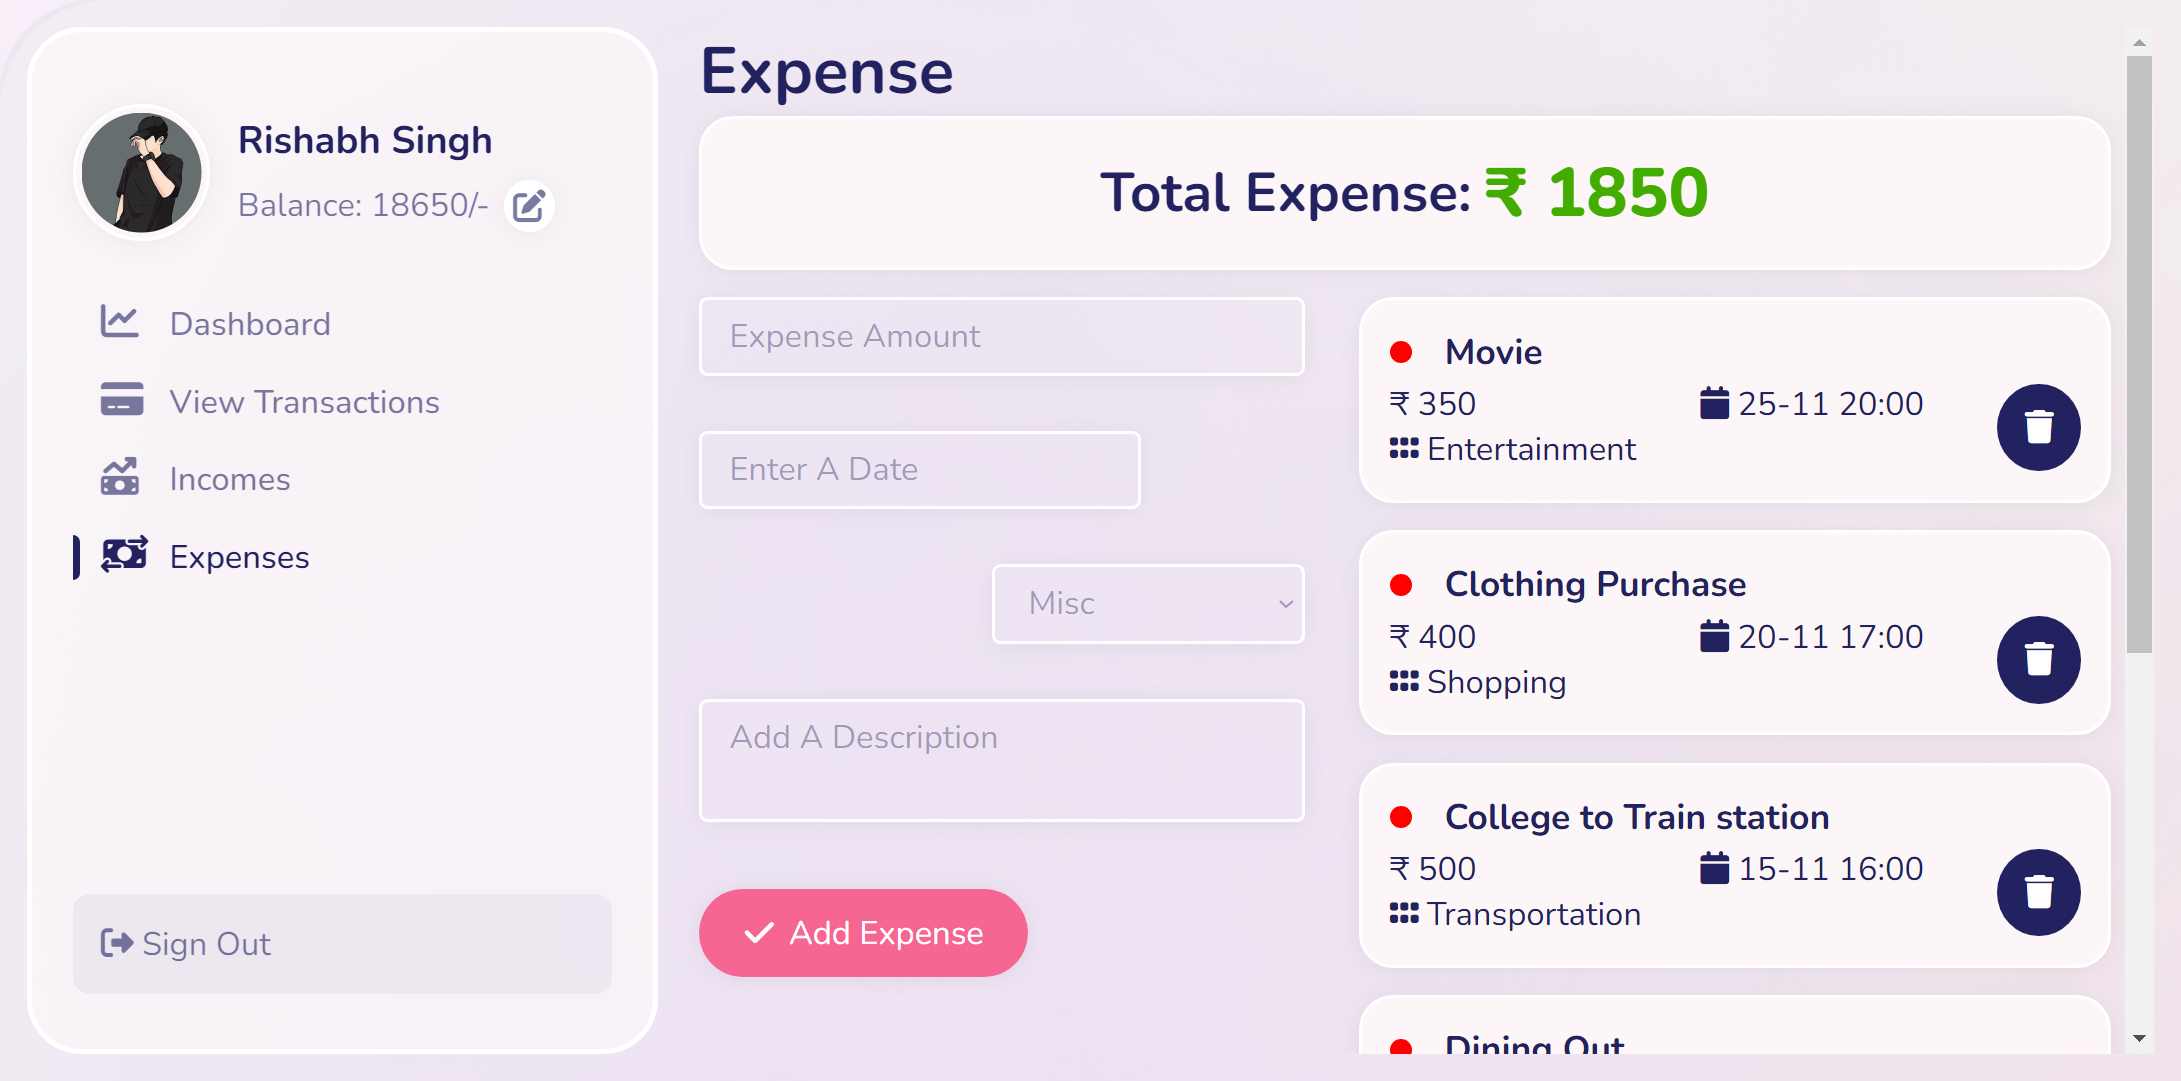 Rishabh Singh
Balance: 18650/-
Dashboard
View Transactions
Incomes
Expenses
Sign Out
Expense
Total Expense: ₹ 1850
Expense Amount
Enter A Date
Misc
Add A Description
Add Expense
Movie
₹ 350 25-11 20:00
Entertainment
Clothing Purchase
₹ 400 20-11 17:00
Shopping
College to Train station
₹ 500 15-11 16:00
Transportation
Dining Out